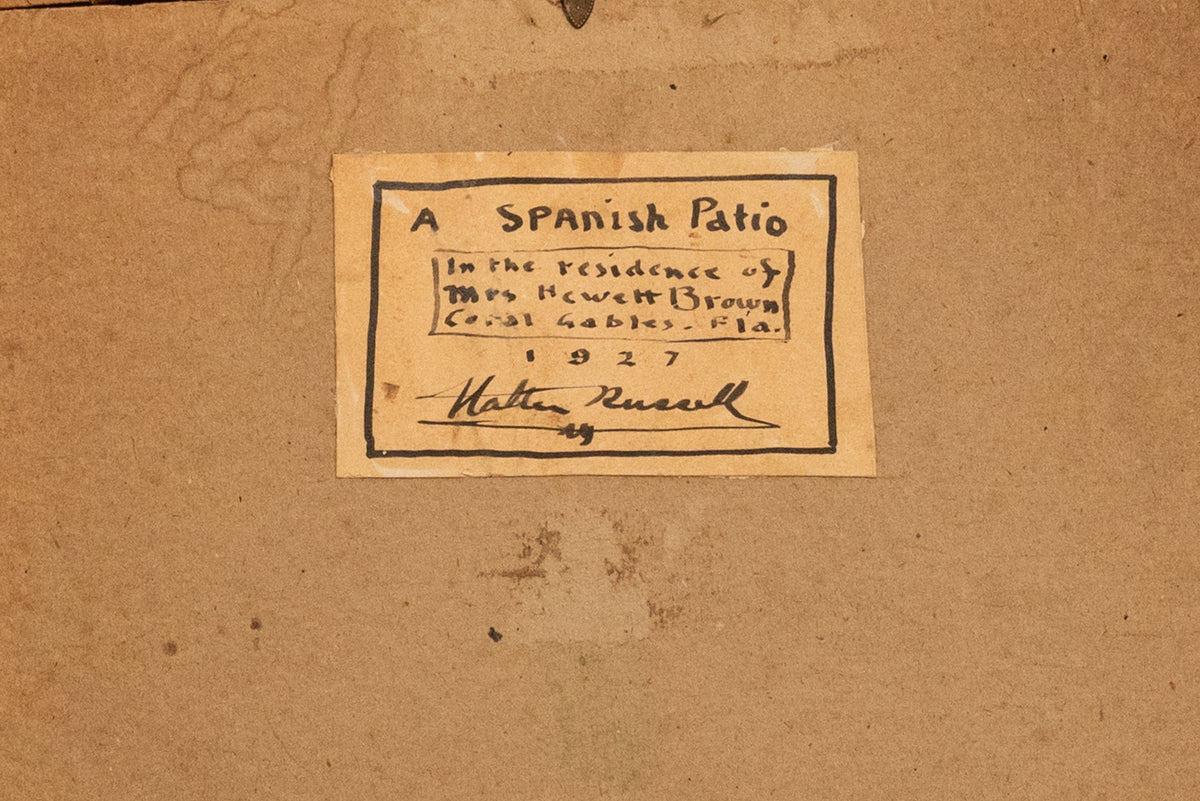 A SPAnish Patio
In the residence of
Mrs Hewett Brown
Coral Gables. Fla.
1927
Walter Russell